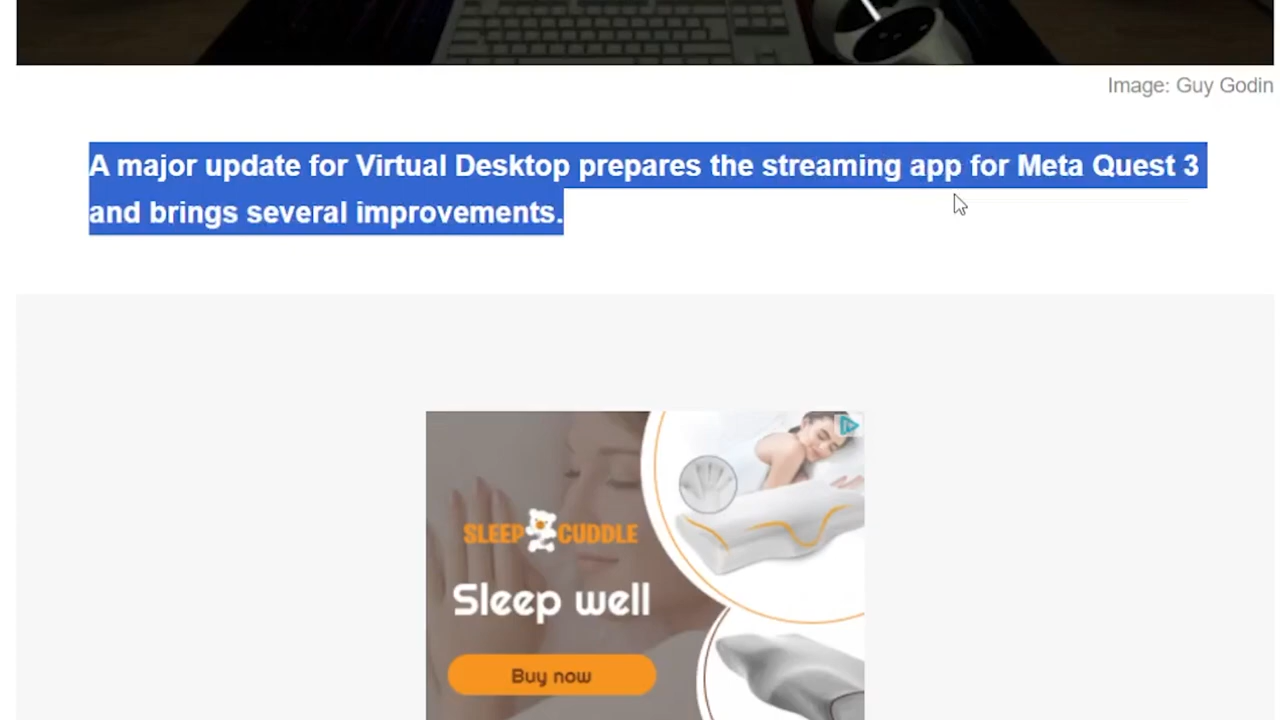 Image: Guy Godin
A major update for Virtual Desktop prepares the streaming app for Meta Quest 3
and brings several improvements.
SLEEP CUDDLE
Sleep well
Buy now